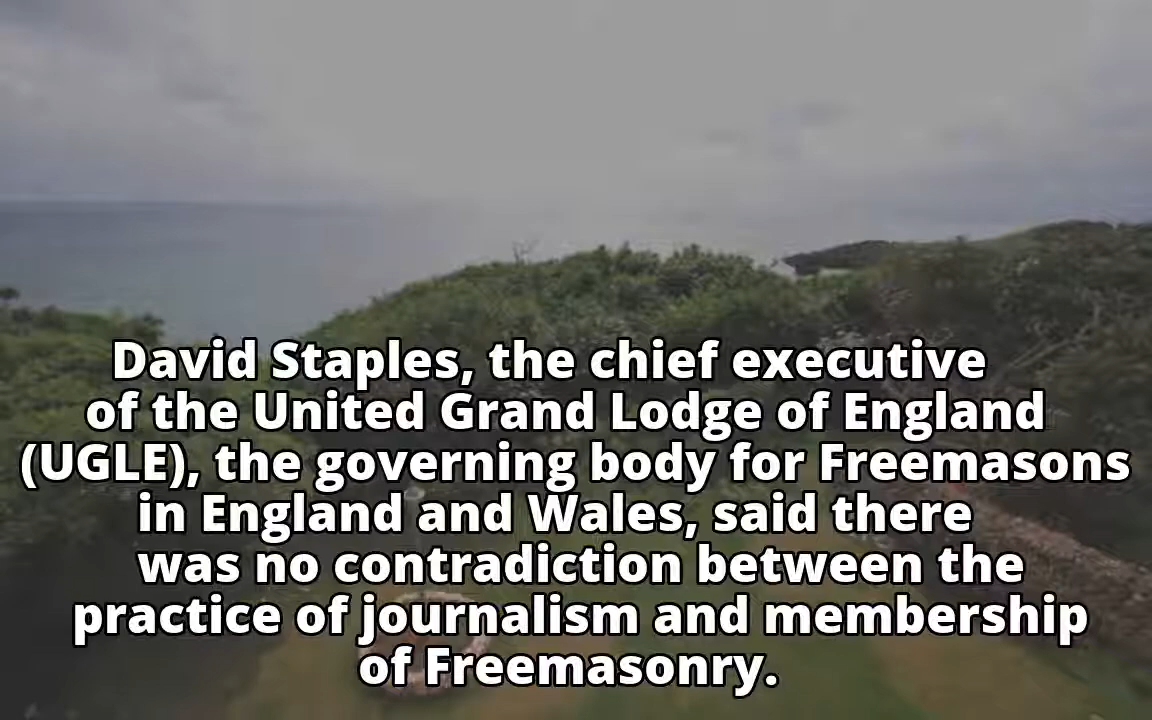 David Staples, the chief executive
of the United Grand Lodge of England
(UGLE), the governing body for Freemasons
in England and Wales, said there
was no contradiction between the
practice of journalism and membership
of Freemasonry.